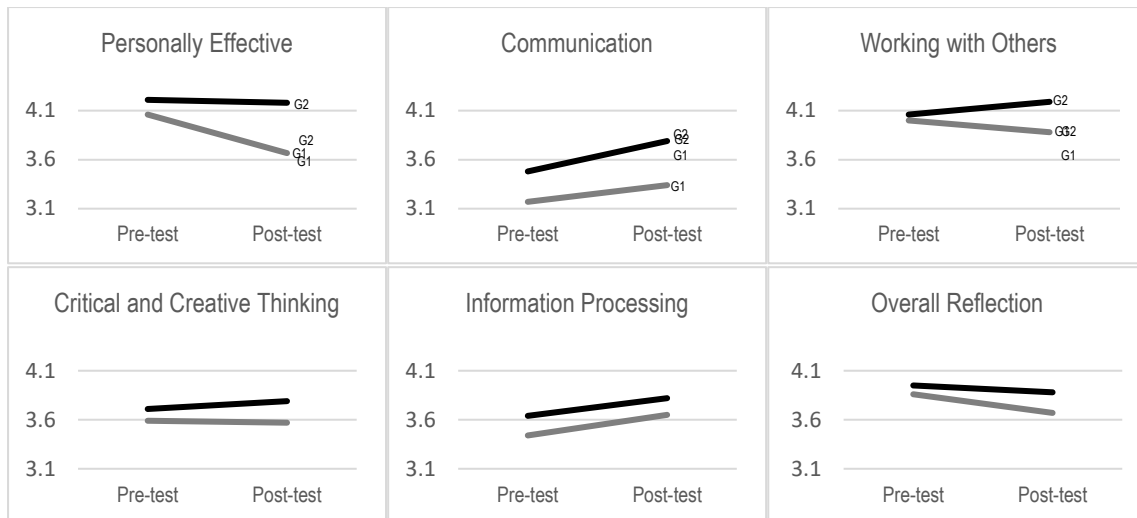 Personally Effective
4.1
3.6
3.1
G2
G2
G1
G1
Pre-test
Post-test
Communication
4.1
3.6
3.1
G2
G2
G1
G1
Pre-test
Post-test
Working with Others
4.1
3.6
3.1
G2
G1
G2
G1
Pre-test
Post-test
Critical and Creative Thinking
4.1
3.6
3.1
Pre-test
Post-test
Information Processing
4.1
3.6
3.1
Pre-test
Post-test
Overall Reflection
4.1
3.6
3.1
Pre-test
Post-test